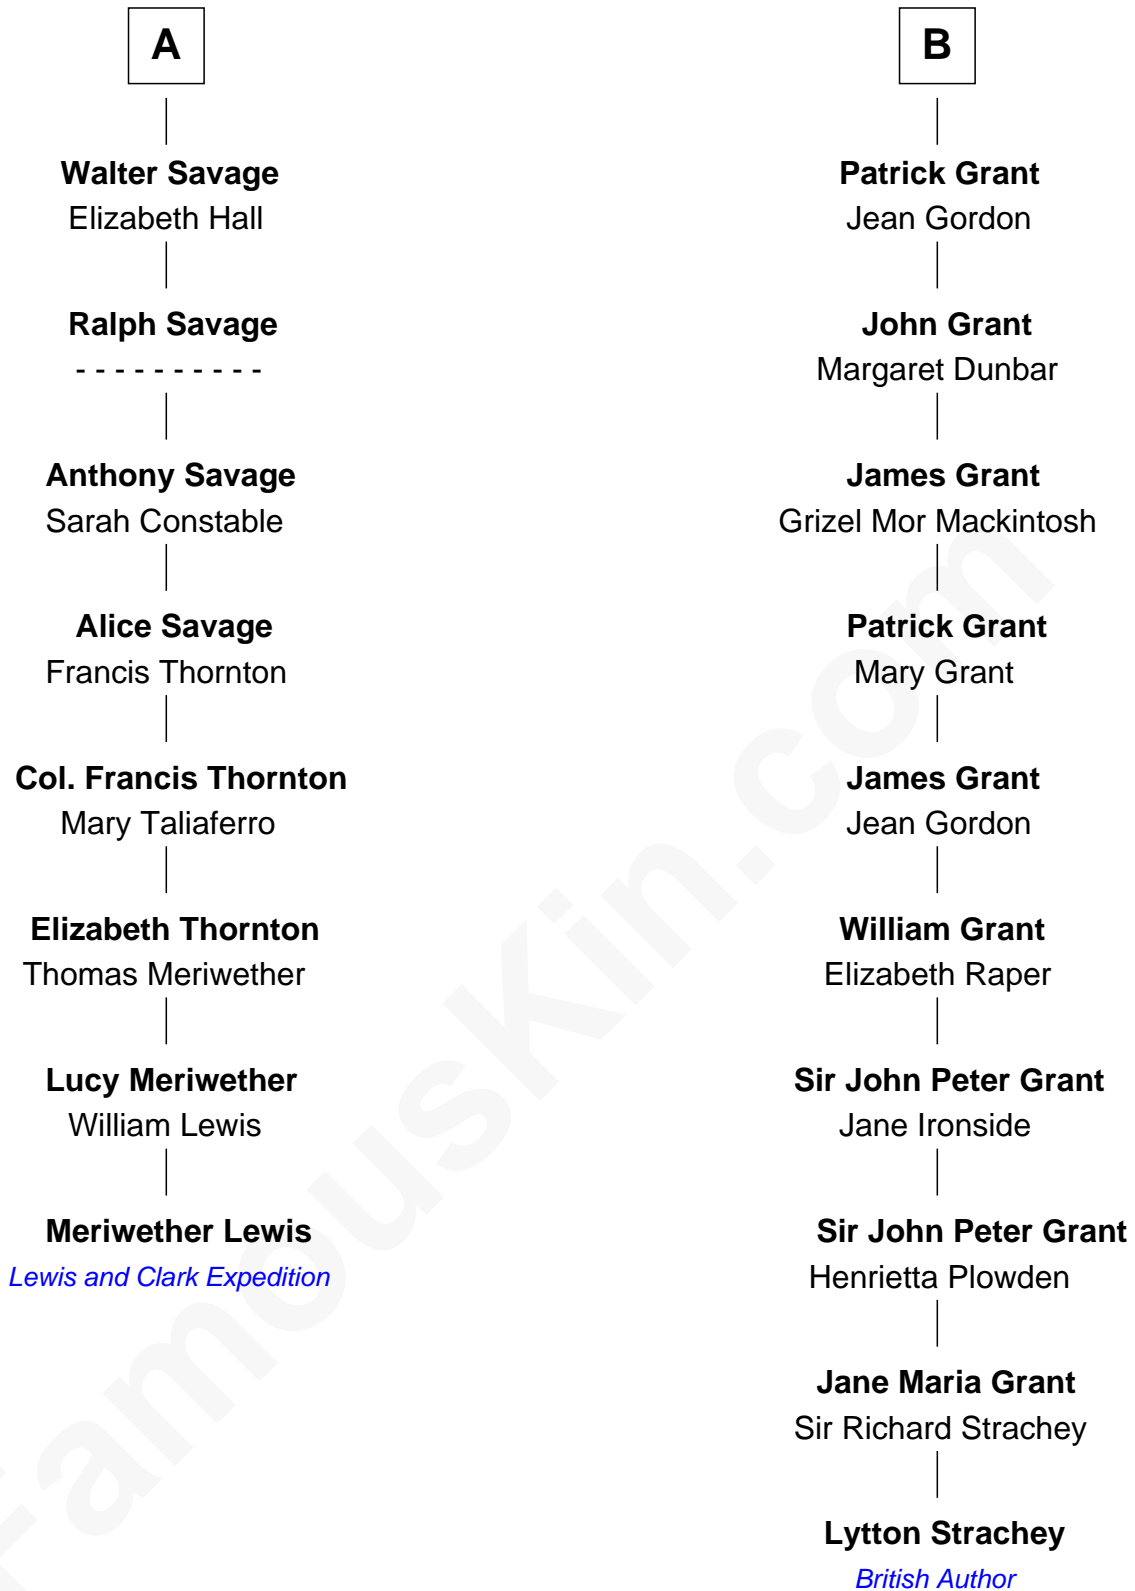 A
Walter Savage
Elizabeth Hall
Ralph Savage
- - - - - - - - - -
Anthony Savage
Sarah Constable
Alice Savage
Francis Thornton
Col. Francis Thornton
Mary Taliaferro
Elizabeth Thornton
Thomas Meriwether
Lucy Meriwether
William Lewis
Meriwether Lewis
Lewis and Clark Expedition
B
Patrick Grant
Jean Gordon
John Grant
Margaret Dunbar
James Grant
Grizel Mor Mackintosh
Patrick Grant
Mary Grant
James Grant
Jean Gordon
William Grant
Elizabeth Raper
Sir John Peter Grant
Jane Ironside
Sir John Peter Grant
Henrietta Plowden
Jane Maria Grant
Sir Richard Strachey
Lytton Strachey
British Author
FamousKin.com